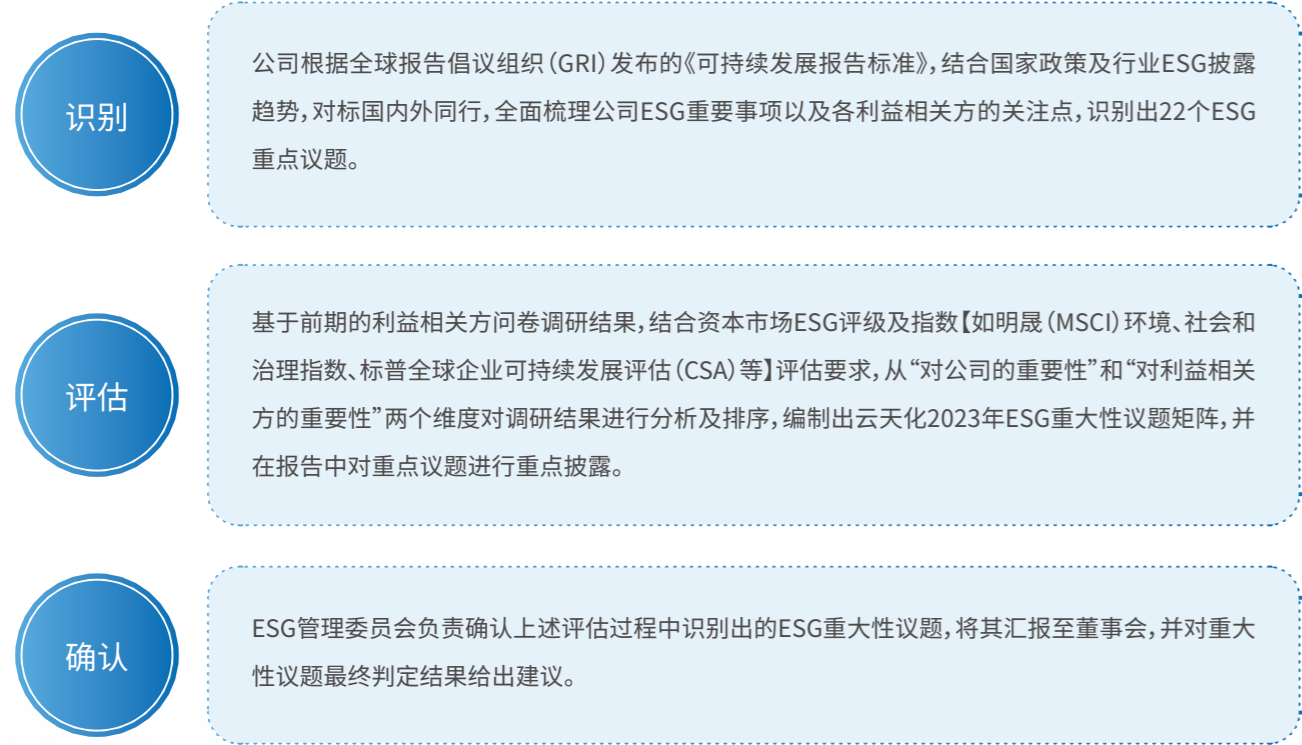 识别
公司根据全球报告倡议组织（GRI）发布的《可持续发展报告标准》，结合国家政策及行业ESG披露
趋势，对标国内外同行，全面梳理公司ESG重要事项以及各利益相关方的关注点，识别出22个ESG
重点议题。
评估
基于前期的利益相关方问卷调研结果，结合资本市场ESG评级及指数【如明晟（MSCI）环境、社会和
治理指数、标普全球企业可持续发展评估（CSA）等】评估要求，从“对公司的重要性”和“对利益相关
方的重要性”两个维度对调研结果进行分析及排序，编制出云天化2023年ESG重大性议题矩阵，并
在报告中对重点议题进行重点披露。
确认
ESG管理委员会负责确认上述评估过程中识别出的ESG重大性议题，将其汇报至董事会，并对重大
性议题最终判定结果给出建议。